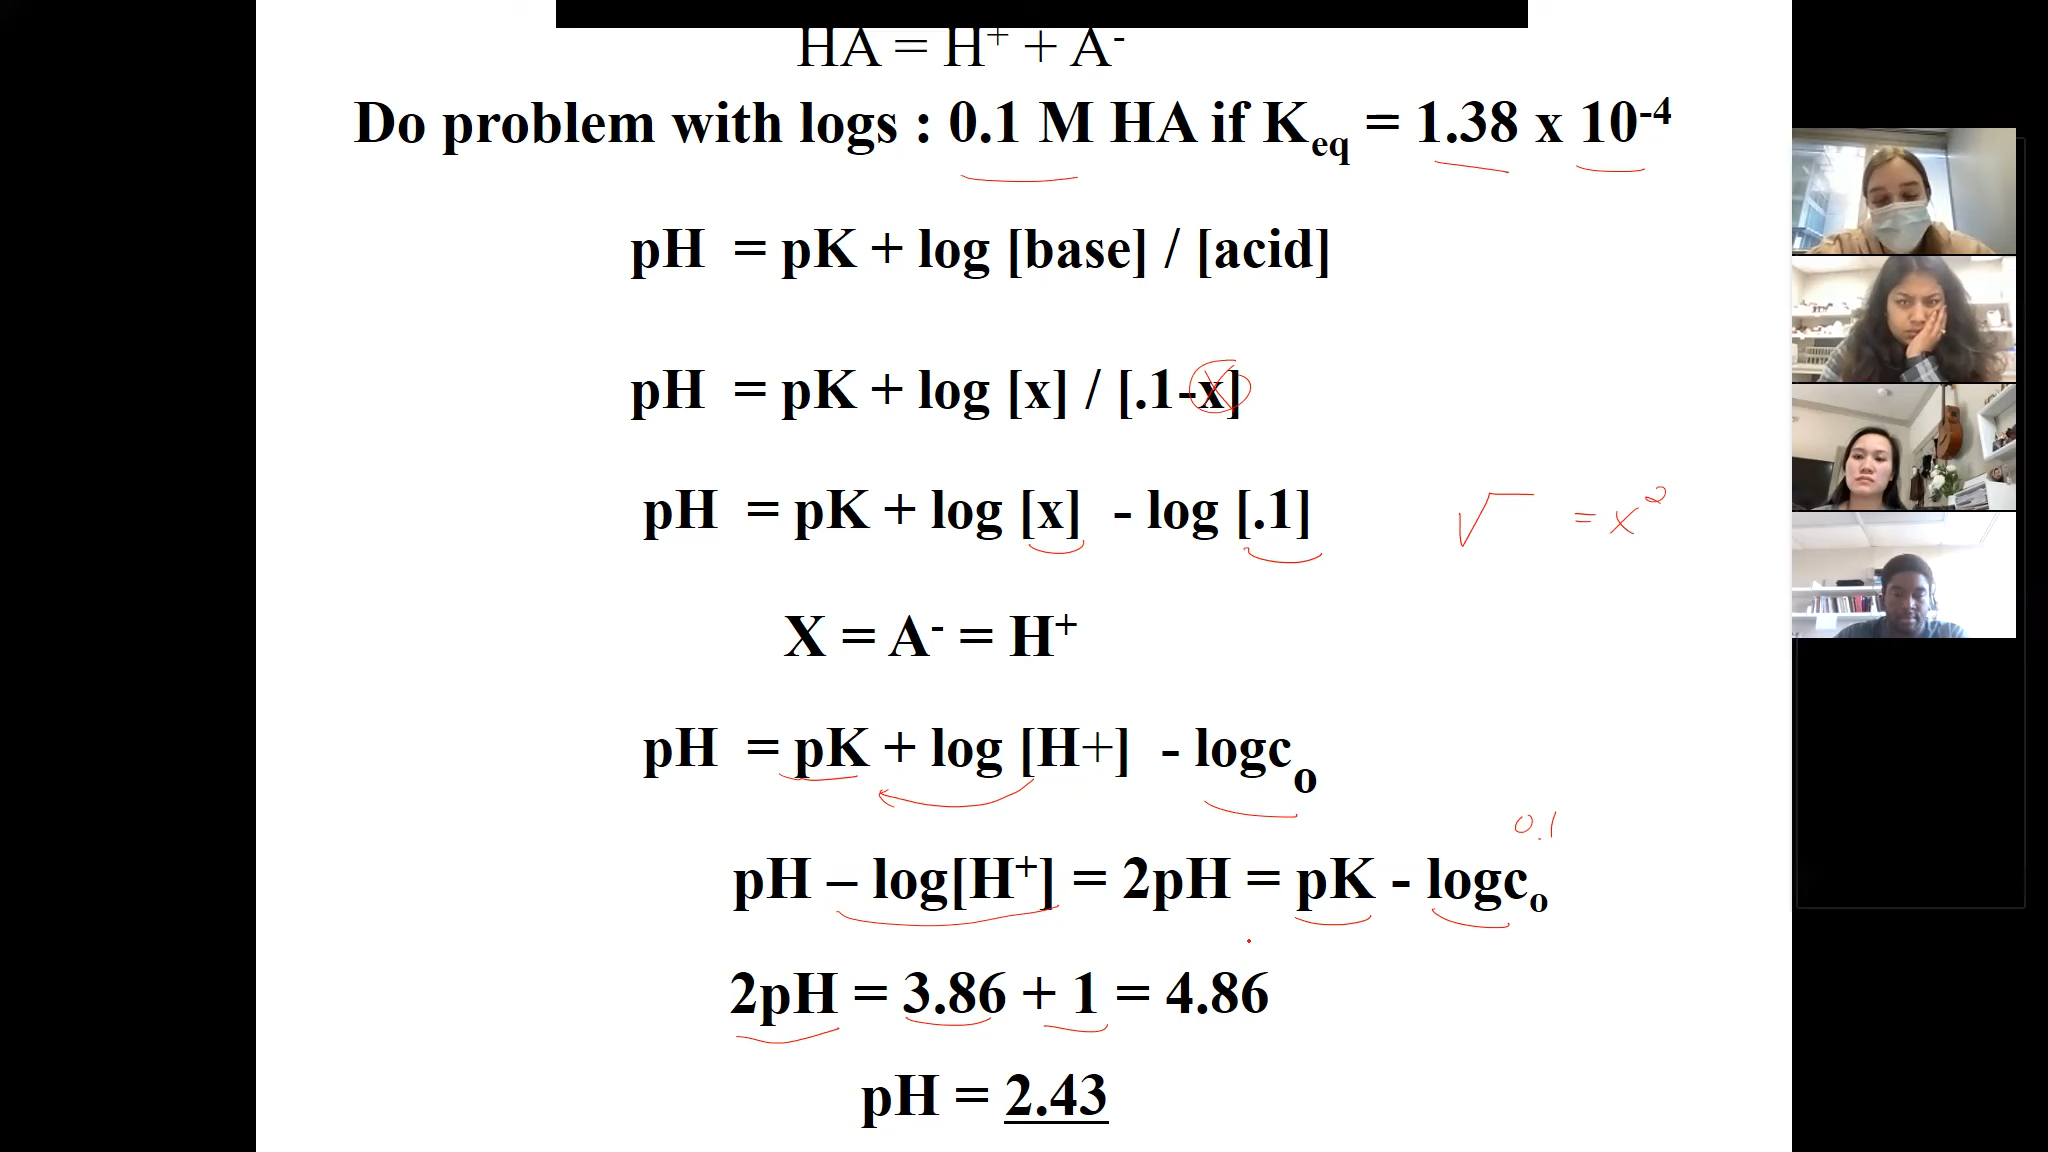 HA = H⁺ + A⁻
Do problem with logs : 0.1 M HA if Keq = 1.38 x 10⁻⁴
pH = pK + log [base] / [acid]
pH = pK + log [x] / [.1-x]
pH = pK + log [x] - log [.1]
√ = x²
X = A⁻ = H⁺
pH = pK + log [H+] - logco
0.1
pH – log[H⁺] = 2pH = pK - logco
2pH = 3.86 + 1 = 4.86
pH = 2.43